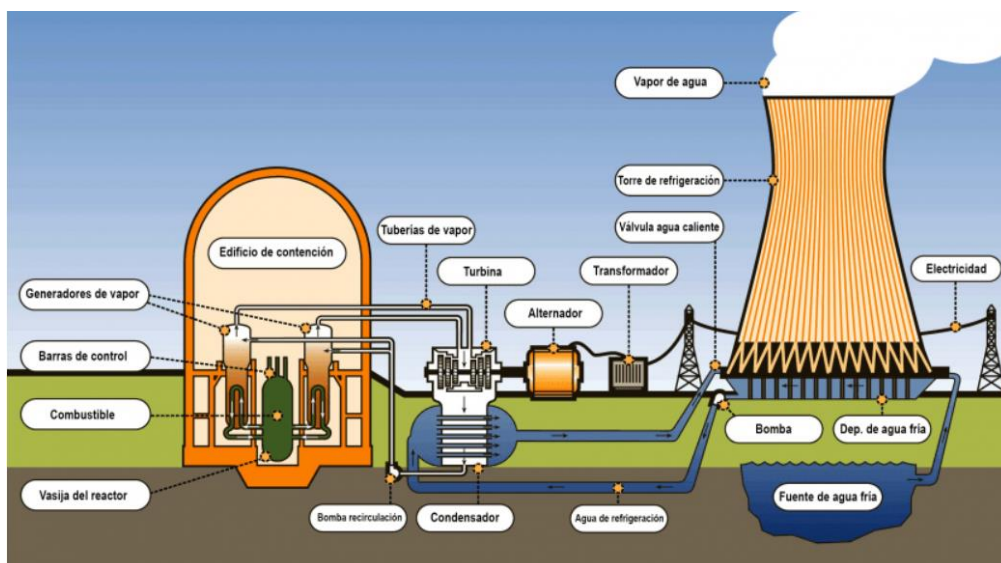 Vapor de agua
Torre de refrigeración
Válvula agua caliente
Tuberías de vapor
Edificio de contención
Turbina
Transformador
Electricidad
Generadores de vapor
Alternador
Barras de control
Combustible
Bomba
Dep. de agua fría
Vasija del reactor
Bomba recirculación
Condensador
Agua de refrigeración
Fuente de agua fría